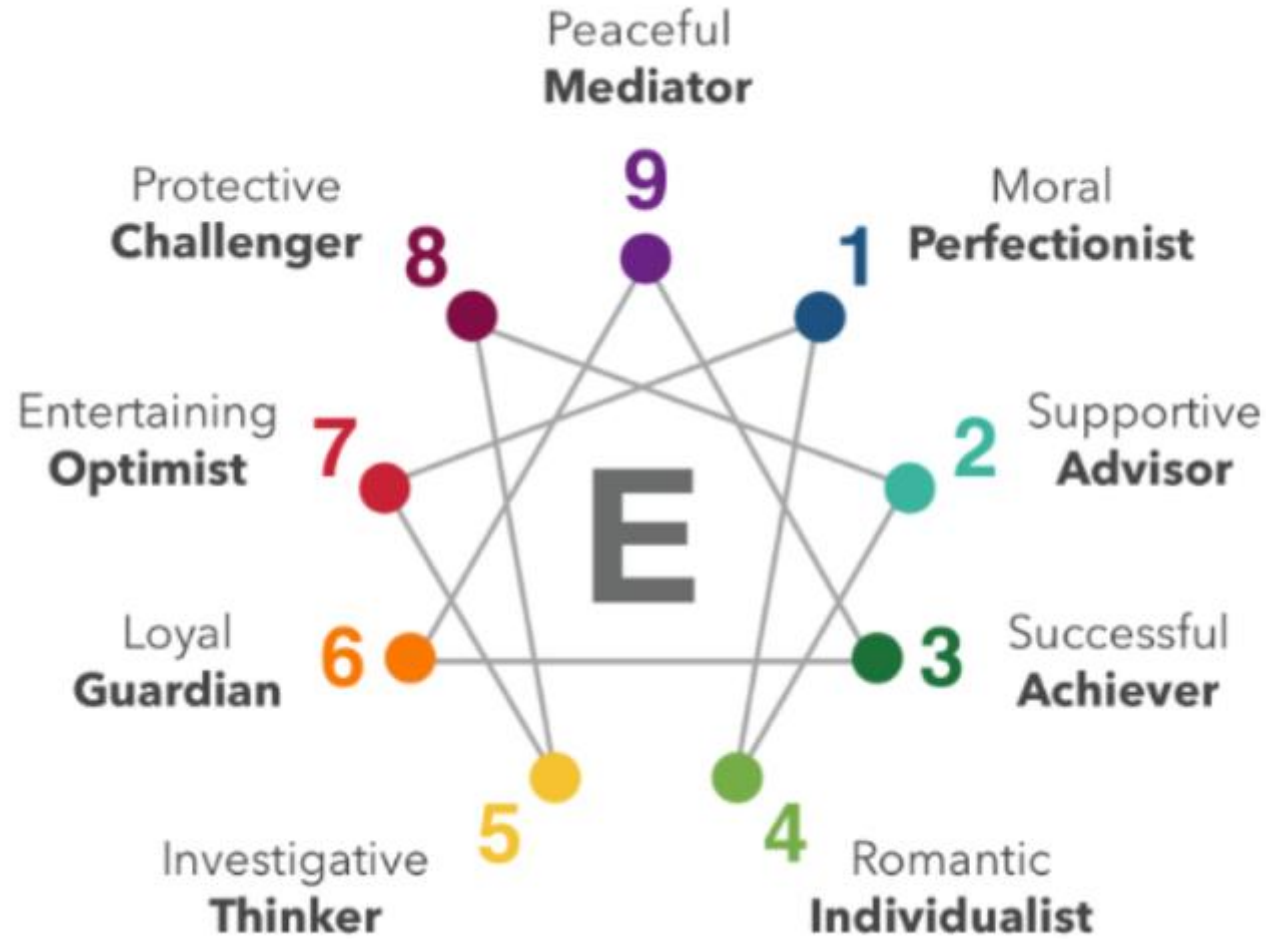 Peaceful
Mediator
9
Protective
Challenger
8
Moral
Perfectionist
1
Entertaining
Optimist
7
Supportive
Advisor
2
E
Loyal
Guardian
6
Successful
Achiever
3
Investigative
Thinker
5
Romantic
Individualist
4